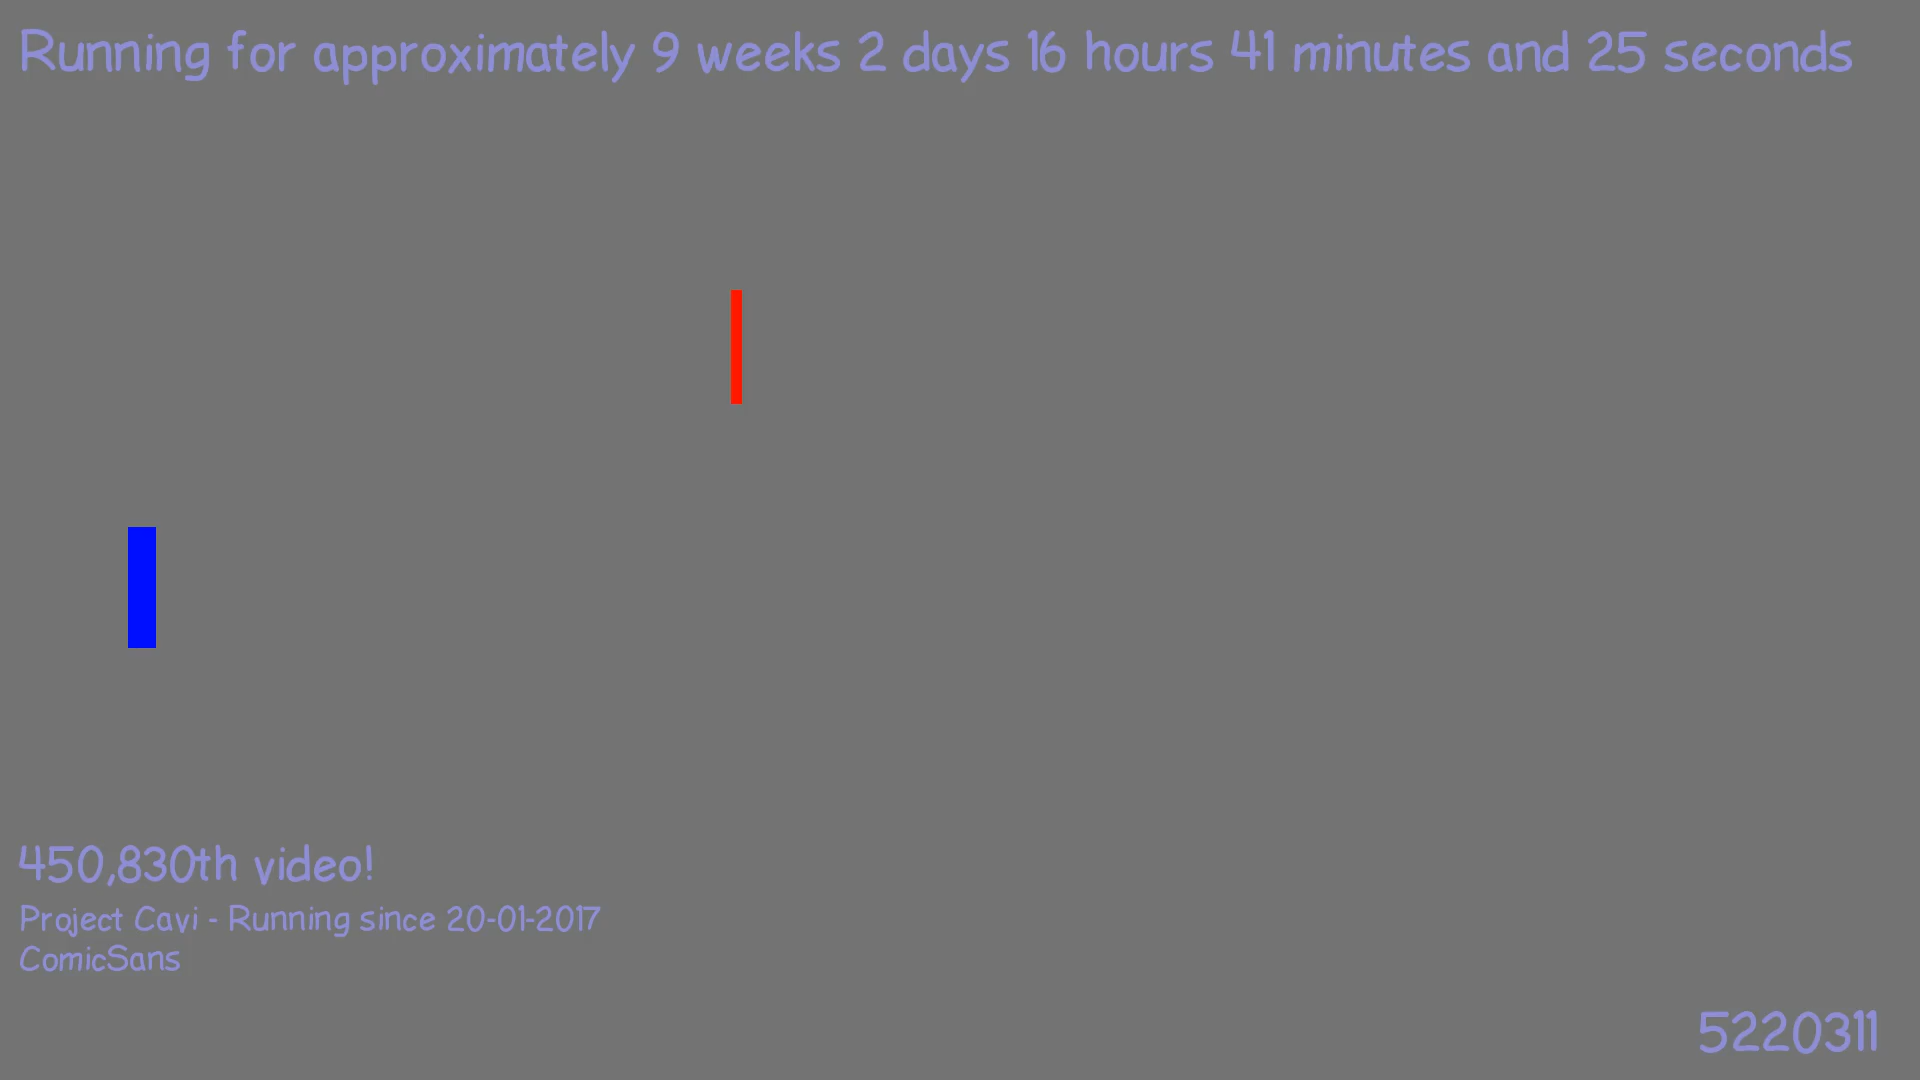 Running for approximately 9 weeks 2 days 16 hours 41 minutes and 25 seconds
450,830th video!
Project Cavi - Running since 20-01-2017
ComicSans
5220311